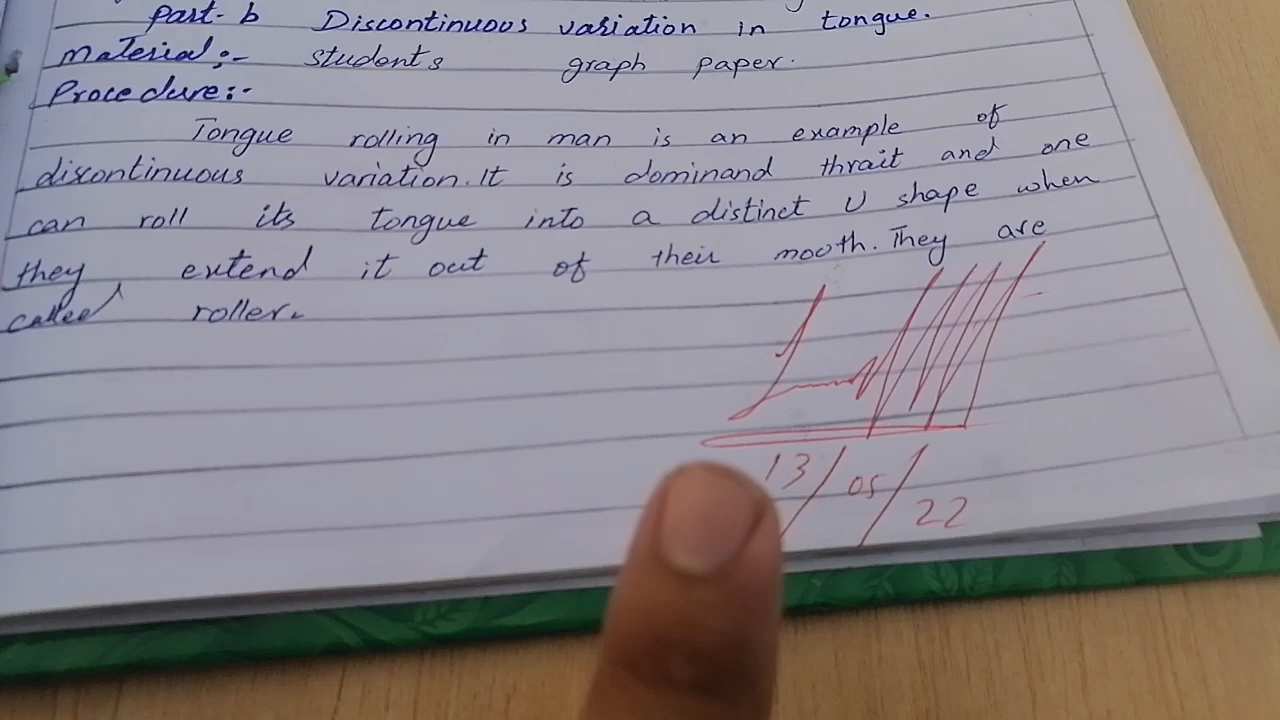 Part-b Discontinuous variation in tongue.
Material:- students graph paper.
Procedure:-
Tongue rolling in man is an example of
discontinuous variation. It is dominand thrait and one
can roll its tongue into a distinct U shape when
they extend it out of their mooth. They are
called roller.
13/05/22